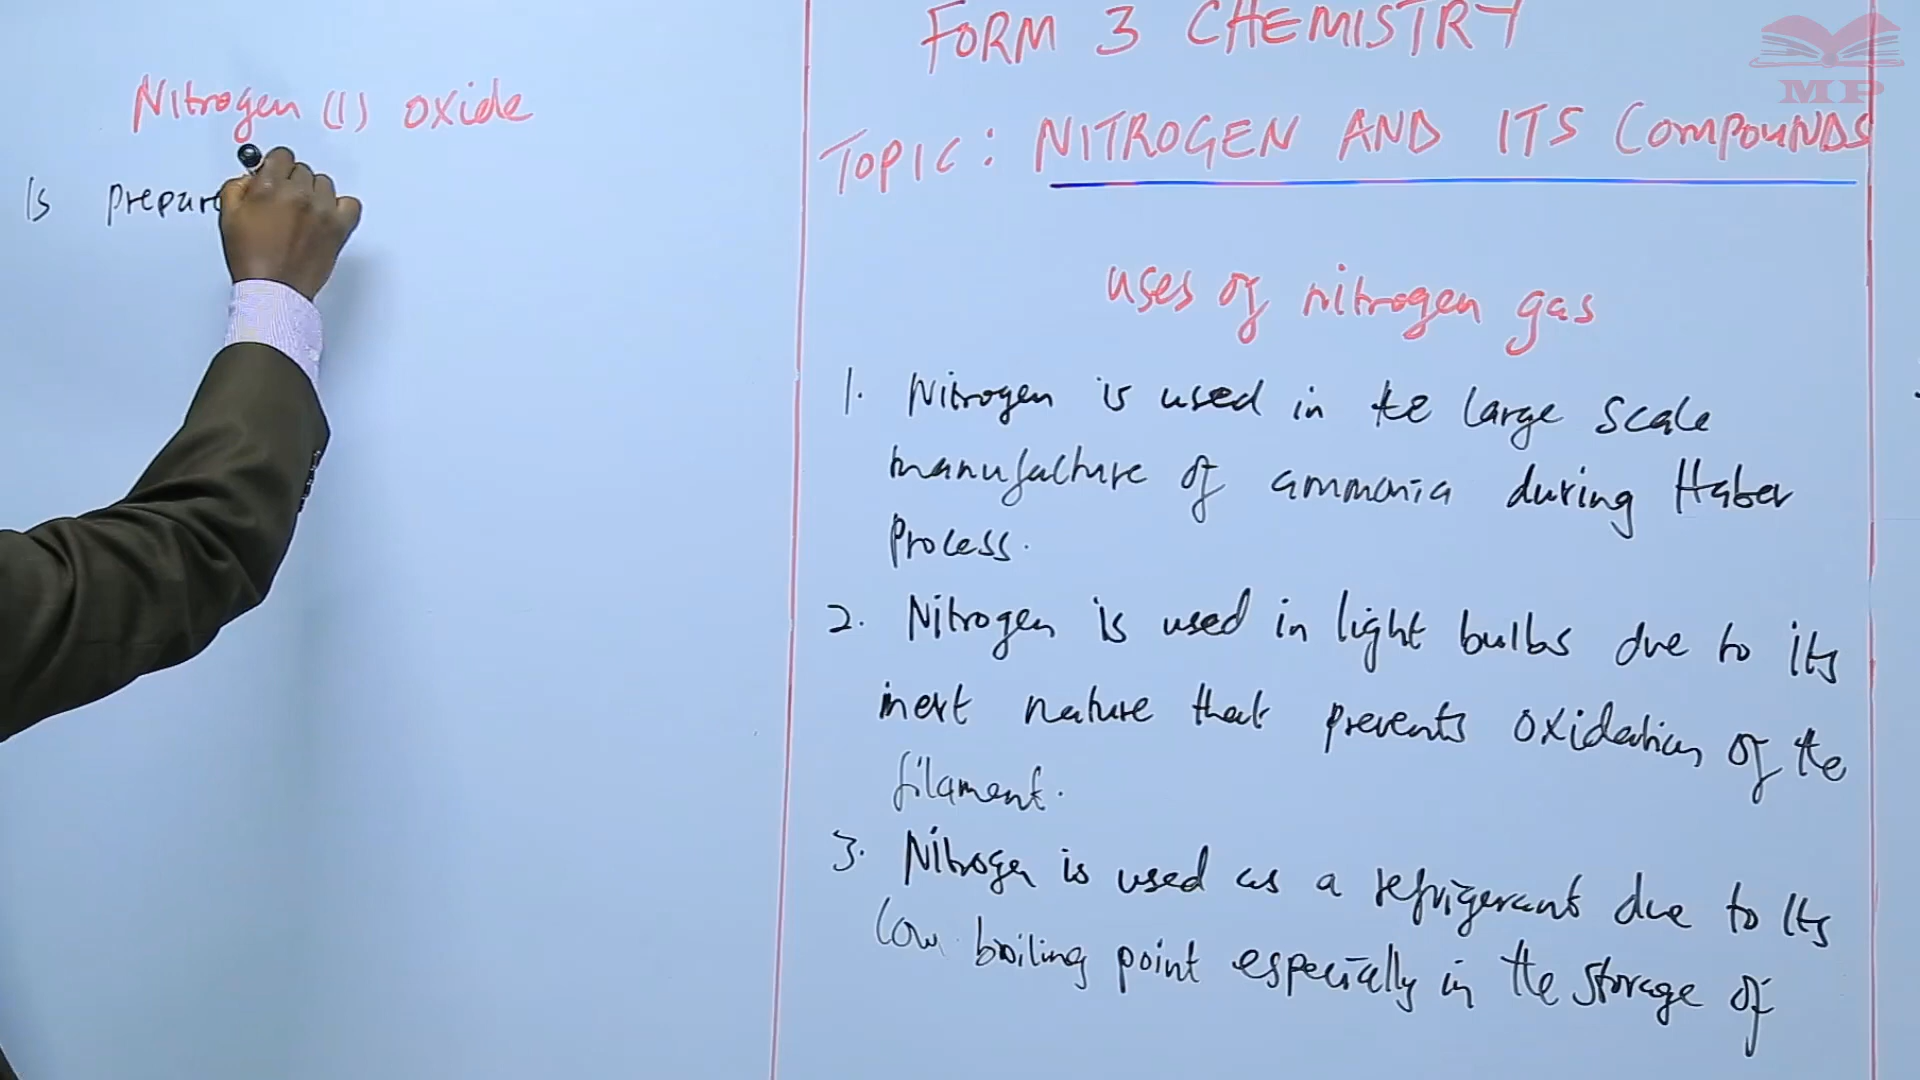 Nitrogen (I) oxide
Is prepare
FORM 3 CHEMISTRY
TOPIC: NITROGEN AND ITS COMPOUNDS
uses of nitrogen gas
1. Nitrogen is used in the large scale
manufacture of ammonia during Haber
Process.
2. Nitrogen is used in light bulbs due to its
inert nature that prevents oxidation of the
filament.
3. Nitrogen is used as a refrigerant due to its
low boiling point especially in the storage of
MP